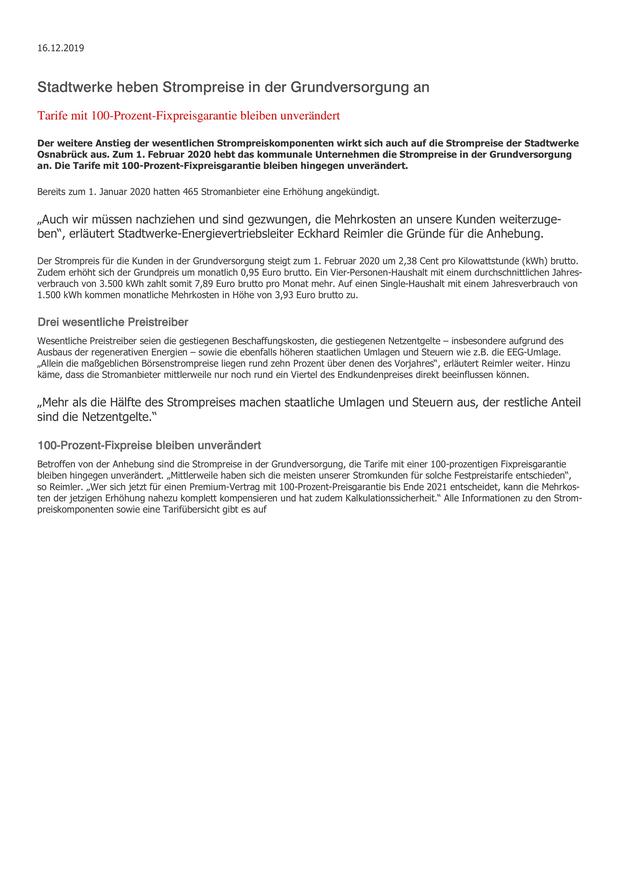 16.12.2019
Stadtwerke heben Strompreise in der Grundversorgung an
Tarife mit 100-Prozent-Fixpreisgarantie bleiben unverändert
Der weitere Anstieg der wesentlichen Strompreiskomponenten wirkt sich auch auf die Strompreise der Stadtwerke
Osnabrück aus. Zum 1. Februar 2020 hebt das kommunale Unternehmen die Strompreise in der Grundversorgung
an. Die Tarife mit 100-Prozent-Fixpreisgarantie bleiben hingegen unverändert.
Bereits zum 1. Januar 2020 hatten 465 Stromanbieter eine Erhöhung angekündigt.
„Auch wir müssen nachziehen und sind gezwungen, die Mehrkosten an unsere Kunden weiterzuge-
ben“, erläutert Stadtwerke-Energievertriebsleiter Eckhard Reimler die Gründe für die Anhebung.
Der Strompreis für die Kunden in der Grundversorgung steigt zum 1. Februar 2020 um 2,38 Cent pro Kilowattstunde (kWh) brutto.
Zudem erhöht sich der Grundpreis um monatlich 0,95 Euro brutto. Ein Vier-Personen-Haushalt mit einem durchschnittlichen Jahres-
verbrauch von 3.500 kWh zahlt somit 7,89 Euro brutto pro Monat mehr. Auf einen Single-Haushalt mit einem Jahresverbrauch von
1.500 kWh kommen monatliche Mehrkosten in Höhe von 3,93 Euro brutto zu.
Drei wesentliche Preistreiber
Wesentliche Preistreiber seien die gestiegenen Beschaffungskosten, die gestiegenen Netzentgelte – insbesondere aufgrund des
Ausbaus der regenerativen Energien – sowie die ebenfalls höheren staatlichen Umlagen und Steuern wie z.B. die EEG-Umlage.
„Allein die maßgeblichen Börsenstrompreise liegen rund zehn Prozent über denen des Vorjahres“, erläutert Reimler weiter. Hinzu
käme, dass die Stromanbieter mittlerweile nur noch rund ein Viertel des Endkundenpreises direkt beeinflussen können.
„Mehr als die Hälfte des Strompreises machen staatliche Umlagen und Steuern aus, der restliche Anteil
sind die Netzentgelte.“
100-Prozent-Fixpreise bleiben unverändert
Betroffen von der Anhebung sind die Strompreise in der Grundversorgung, die Tarife mit einer 100-prozentigen Fixpreisgarantie
bleiben hingegen unverändert. „Mittlerweile haben sich die meisten unserer Stromkunden für solche Festpreistarife entschieden“,
so Reimler. „Wer sich jetzt für einen Premium-Vertrag mit 100-Prozent-Preisgarantie bis Ende 2021 entscheidet, kann die Mehrkos-
ten der jetzigen Erhöhung nahezu komplett kompensieren und hat zudem Kalkulationssicherheit.“ Alle Informationen zu den Strom-
preiskomponenten sowie eine Tarifübersicht gibt es auf